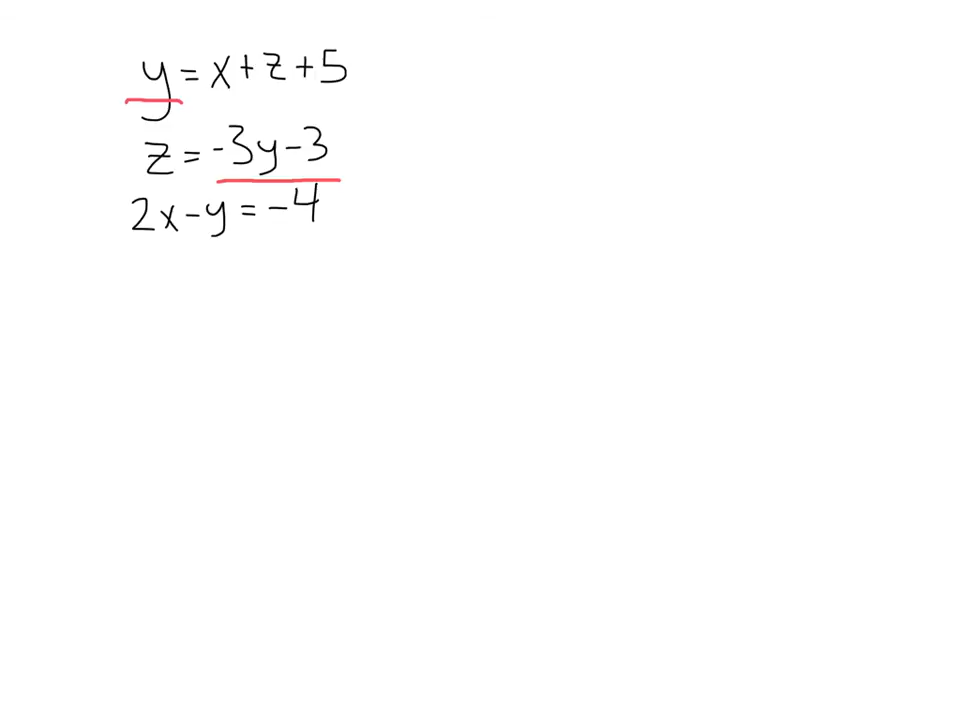 y = x + z + 5
z = -3y - 3
2x - y = -4